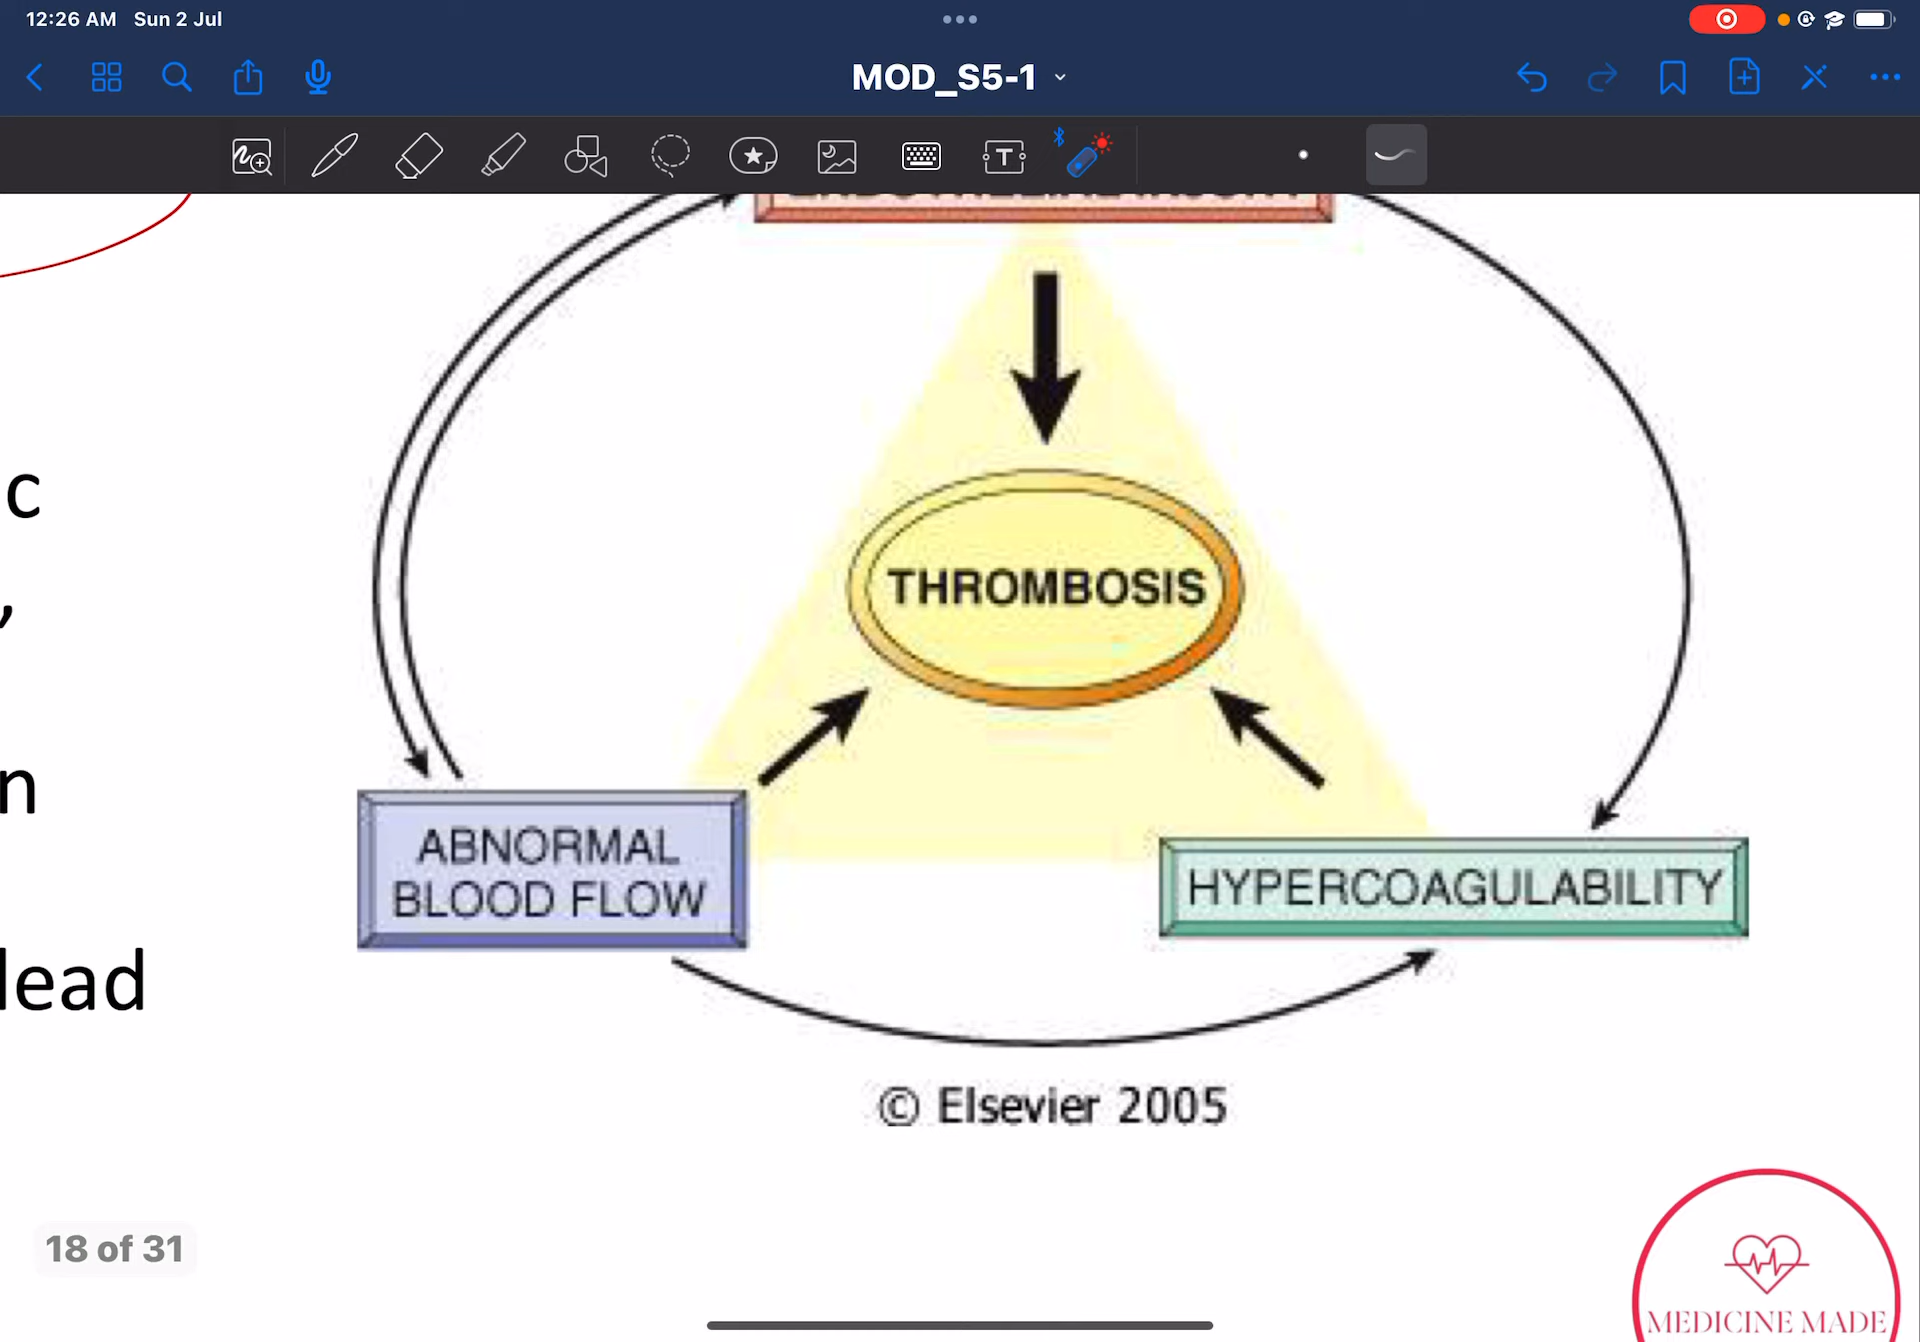 12:26 AM Sun 2 Jul
MOD_S5-1
c
,
THROMBOSIS
n
ABNORMAL
BLOOD FLOW
HYPERCOAGULABILITY
lead
© Elsevier 2005
18 of 31
MEDICINE MADE